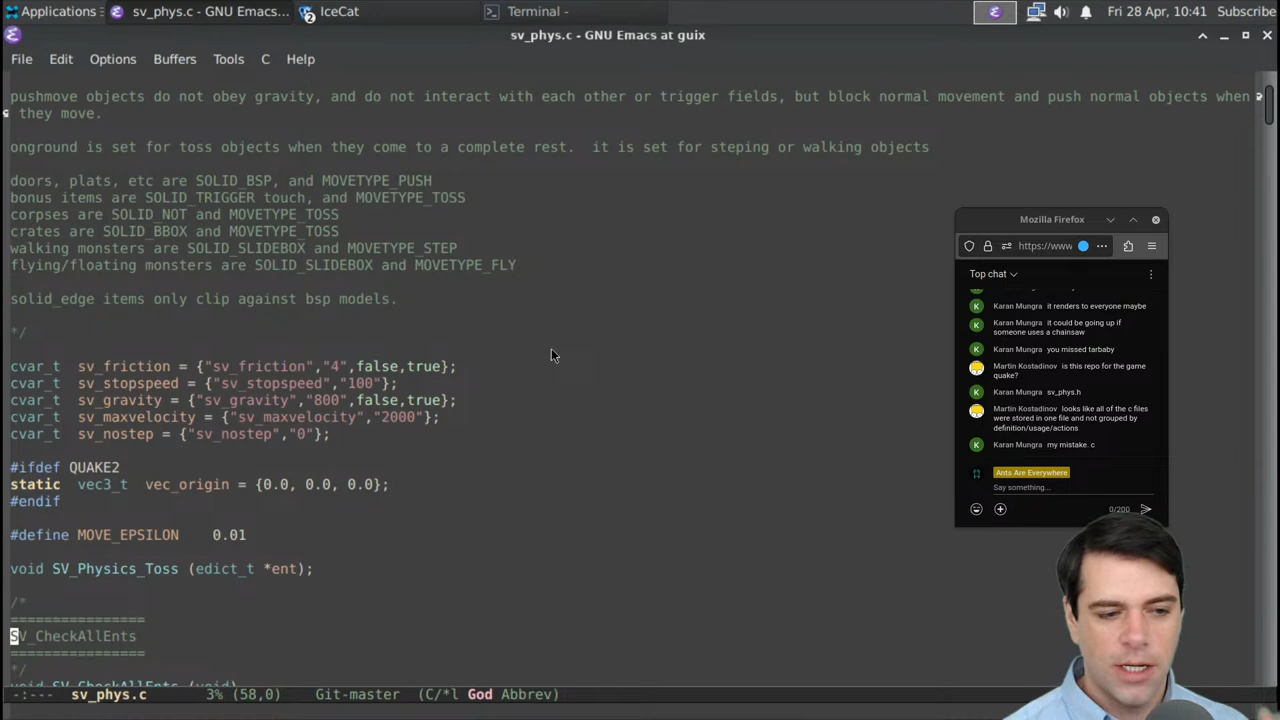 Applications
sv_phys.c - GNU Emacs...
2
IceCat
Terminal -
Fri 28 Apr, 10:41
Subscribe
sv_phys.c - GNU Emacs at guix
File Edit Options Buffers Tools C Help
pushmove objects do not obey gravity, and do not interact with each other or trigger fields, but block normal movement and push normal objects when
they move.
onground is set for toss objects when they come to a complete rest.  it is set for steping or walking objects
doors, plats, etc are SOLID_BSP, and MOVETYPE_PUSH
bonus items are SOLID_TRIGGER touch, and MOVETYPE_TOSS
corpses are SOLID_NOT and MOVETYPE_TOSS
crates are SOLID_BBOX and MOVETYPE_TOSS
walking monsters are SOLID_SLIDEBOX and MOVETYPE_STEP
flying/floating monsters are SOLID_SLIDEBOX and MOVETYPE_FLY
solid_edge items only clip against bsp models.
*/
cvar_t  sv_friction = {"sv_friction","4",false,true};
cvar_t  sv_stopspeed = {"sv_stopspeed","100"};
cvar_t  sv_gravity = {"sv_gravity","800",false,true};
cvar_t  sv_maxvelocity = {"sv_maxvelocity","2000"};
cvar_t  sv_nostep = {"sv_nostep","0"};
#ifdef QUAKE2
static  vec3_t  vec_origin = {0.0, 0.0, 0.0};
#endif
#define MOVE_EPSILON    0.01
void SV_Physics_Toss (edict_t *ent);
/*
================
SV_CheckAllEnts
================
*/
void SV_CheckAllEnts (void)
-:---  sv_phys.c       3% (58,0)    Git-master  (C/*l God Abbrev)
Mozilla Firefox
https://www
Top chat
Karan Mungra it renders to everyone maybe
Karan Mungra it could be going up if
someone uses a chainsaw
Karan Mungra you missed tarbaby
Martin Kostadinov is this repo for the game
quake?
Karan Mungra sv_phys.h
Martin Kostadinov looks like all of the c files
were stored in one file and not grouped by
definition/usage/actions
Karan Mungra my mistake. c
Ants Are Everywhere
Say something...
0/200